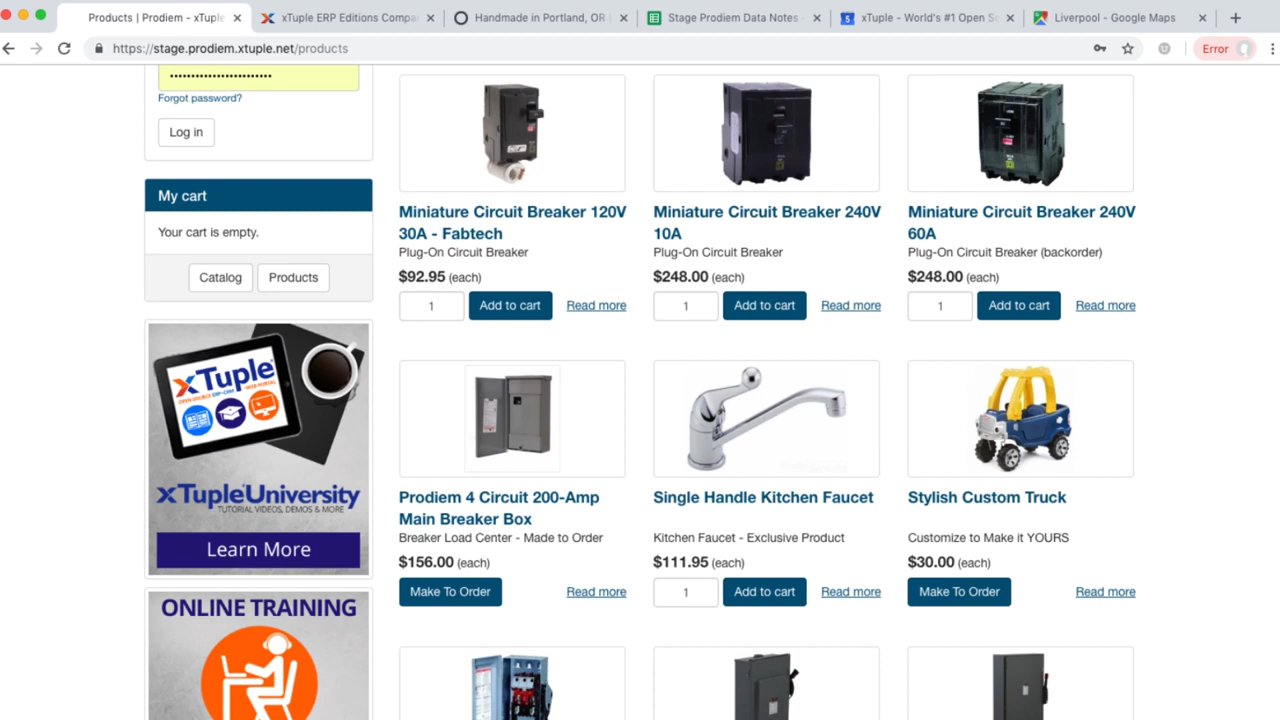 Products | Prodiem - xTuple
xTuple ERP Editions Compa
Handmade in Portland, OR |
Stage Prodiem Data Notes -
xTuple - World's #1 Open S
Liverpool - Google Maps
https://stage.prodiem.xtuple.net/products
Error
••••••••••••••••••••••••
Forgot password?
Log in
My cart
Your cart is empty.
Catalog
Products
xTuple
xTupleUniversity
TUTORIAL VIDEOS, DEMOS & MORE
Learn More
ONLINE TRAINING
Miniature Circuit Breaker 120V
30A - Fabtech
Plug-On Circuit Breaker
$92.95 (each)
1
Add to cart
Read more
Miniature Circuit Breaker 240V
10A
Plug-On Circuit Breaker
$248.00 (each)
1
Add to cart
Read more
Miniature Circuit Breaker 240V
60A
Plug-On Circuit Breaker (backorder)
$248.00 (each)
1
Add to cart
Read more
Prodiem 4 Circuit 200-Amp
Main Breaker Box
Breaker Load Center - Made to Order
$156.00 (each)
Make To Order
Read more
Single Handle Kitchen Faucet
Kitchen Faucet - Exclusive Product
$111.95 (each)
1
Add to cart
Read more
Stylish Custom Truck
Customize to Make it YOURS
$30.00 (each)
Make To Order
Read more